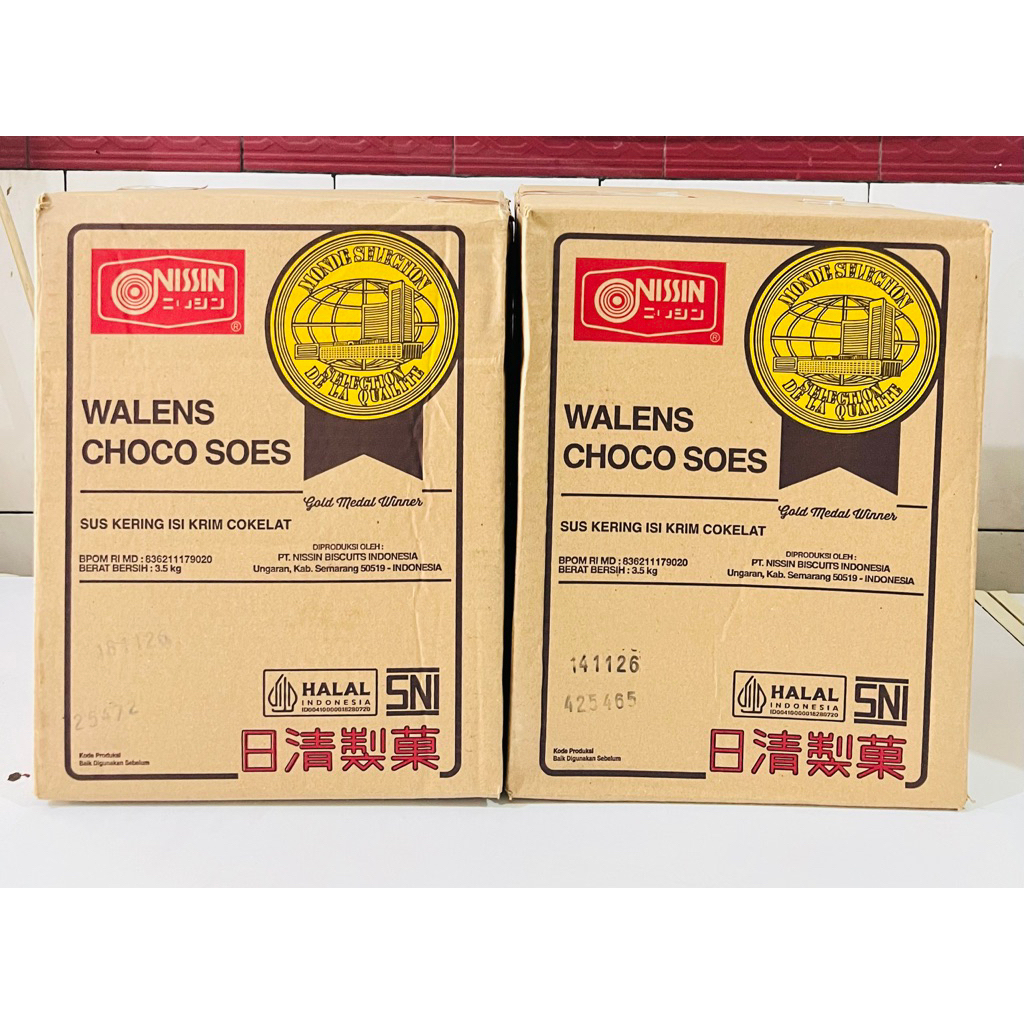 NISSIN
ニッシン
®
MONDE SELECTION
SELECTION
DE LA QUALITE
WALENS
CHOCO SOES
Gold Medal Winner
SUS KERING ISI KRIM COKELAT
BPOM RI MD : 836211179020
BERAT BERSIH : 3.5 kg
DIPRODUKSI OLEH :
PT. NISSIN BISCUITS INDONESIA
Ungaran, Kab. Semarang 50519 - INDONESIA
HALAL
INDONESIA
ID00410000018280720
SNI
日清製菓
Kode Produksi
Baik Digunakan Sebelum
NISSIN
ニッシン
®
MONDE SELECTION
SELECTION
DE LA QUALITE
WALENS
CHOCO SOES
Gold Medal Winner
SUS KERING ISI KRIM COKELAT
BPOM RI MD : 836211179020
BERAT BERSIH : 3.5 kg
DIPRODUKSI OLEH :
PT. NISSIN BISCUITS INDONESIA
Ungaran, Kab. Semarang 50519 - INDONESIA
141126
425465
HALAL
INDONESIA
ID00410000018280720
SNI
日清製菓
Kode Produksi
Baik Digunakan Sebelum